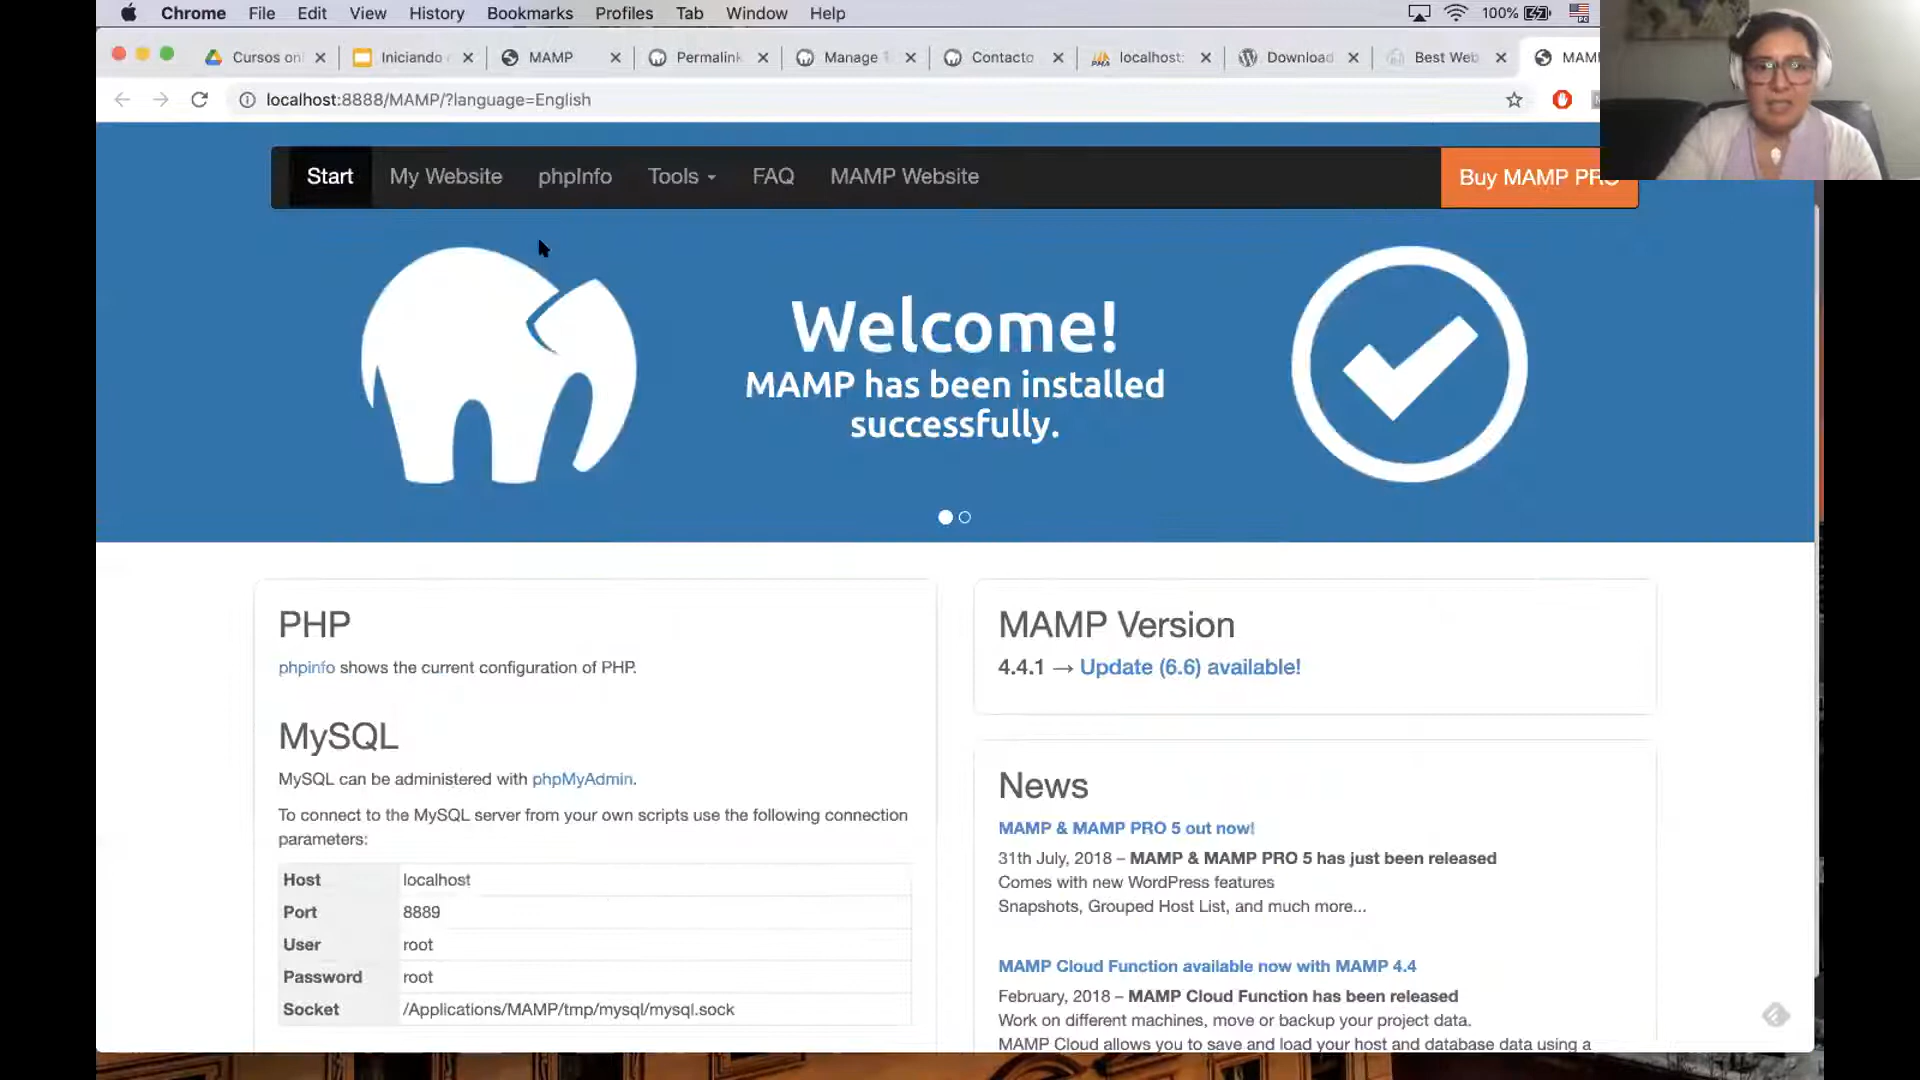 Chrome File Edit View History Bookmarks Profiles Tab Window Help 100%
Cursos onl Iniciando MAMP Permalink Manage Contacto localhost: Download Best Web MAM
localhost:8888/MAMP/?language=English
Start My Website phpInfo Tools FAQ MAMP Website Buy MAMP PRO
Welcome!
MAMP has been installed
successfully.
PHP
phpinfo shows the current configuration of PHP.
MySQL
MySQL can be administered with phpMyAdmin.
To connect to the MySQL server from your own scripts use the following connection
parameters:
Host localhost
Port 8889
User root
Password root
Socket /Applications/MAMP/tmp/mysql/mysql.sock
MAMP Version
4.4.1 → Update (6.6) available!
News
MAMP & MAMP PRO 5 out now!
31th July, 2018 – MAMP & MAMP PRO 5 has just been released
Comes with new WordPress features
Snapshots, Grouped Host List, and much more...
MAMP Cloud Function available now with MAMP 4.4
February, 2018 – MAMP Cloud Function has been released
Work on different machines, move or backup your project data.
MAMP Cloud allows you to save and load your host and database data using a